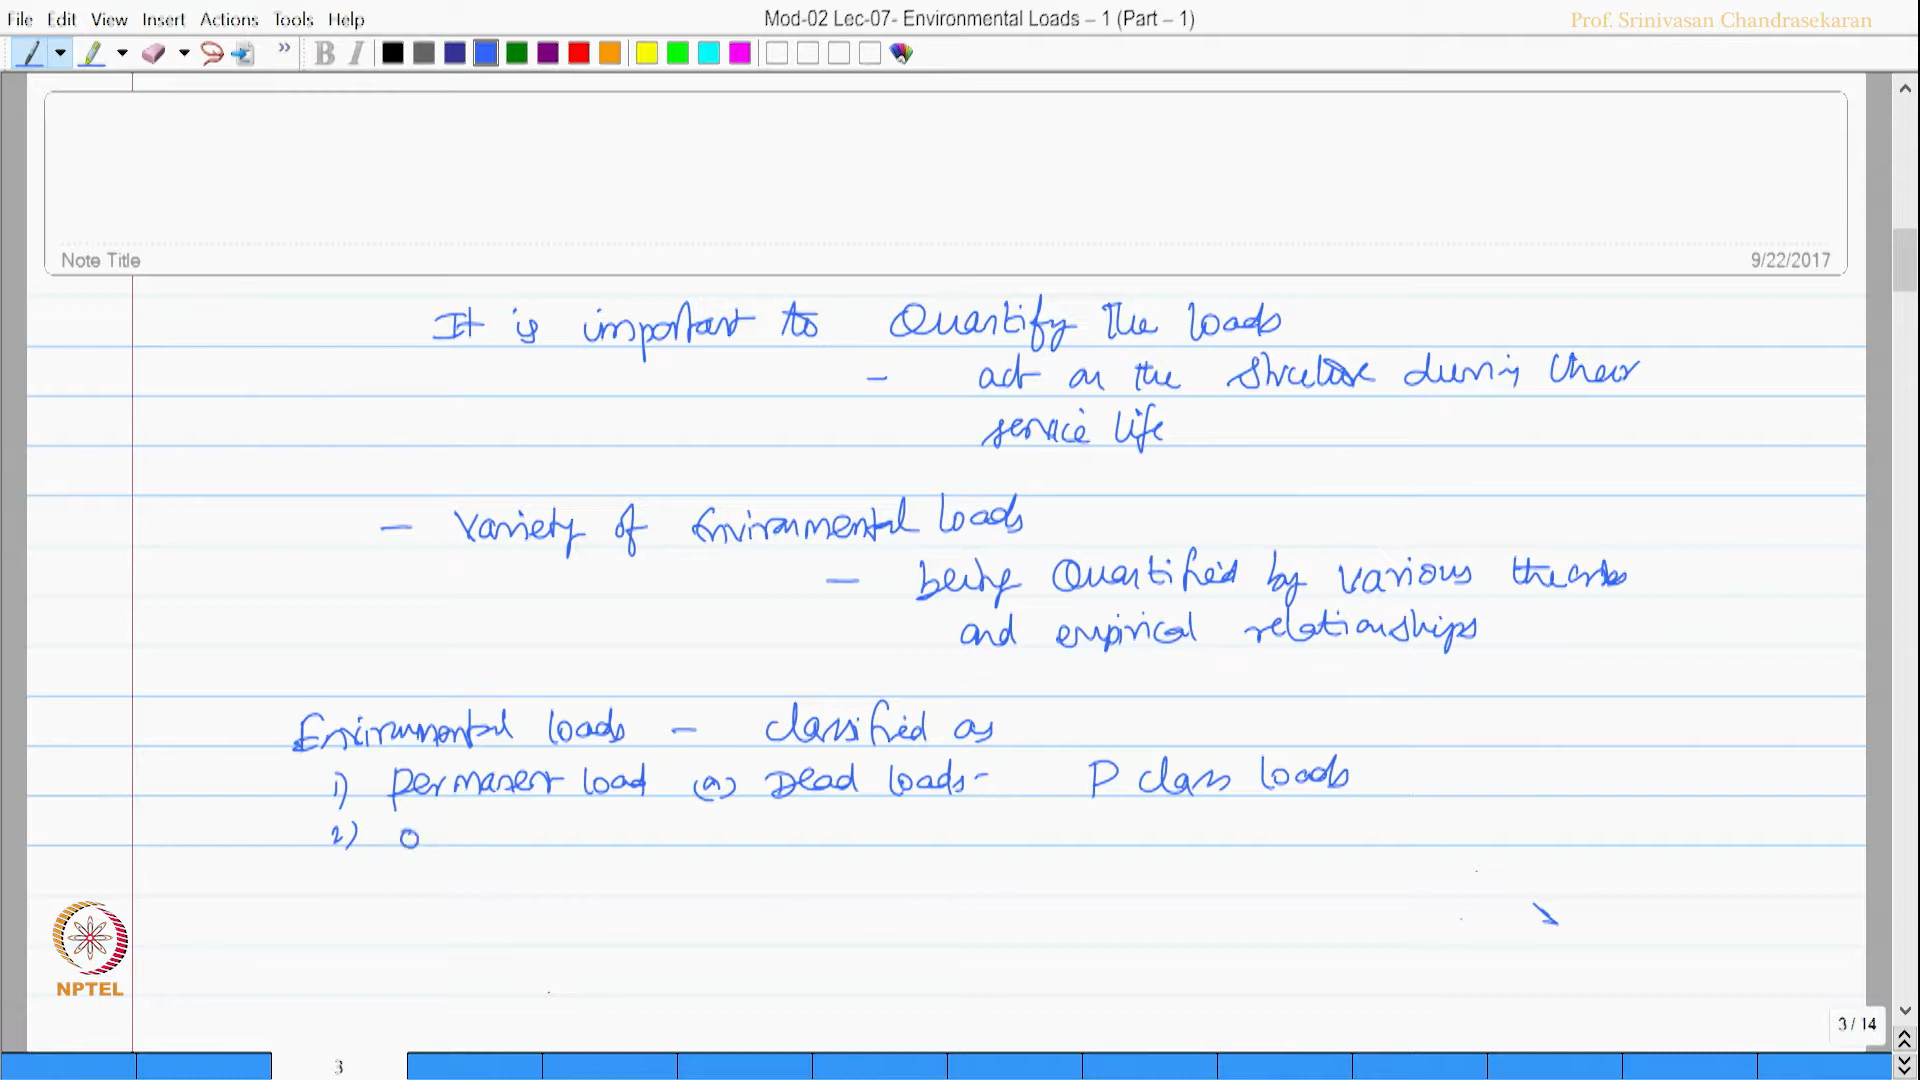 File Edit View Insert Actions Tools Help
Mod-02 Lec-07- Environmental Loads – 1 (Part – 1)
Prof. Srinivasan Chandrasekaran
B I
Note Title
9/22/2017
It is important to Quantify the loads
- act on the structure during their
service life
- Variety of Environmental loads
- being Quantified by various theories
and empirical relationships
Environmental loads - classified as
1) Permanent load (a) Dead loads- P class loads
2) O
NPTEL
3 / 14
3